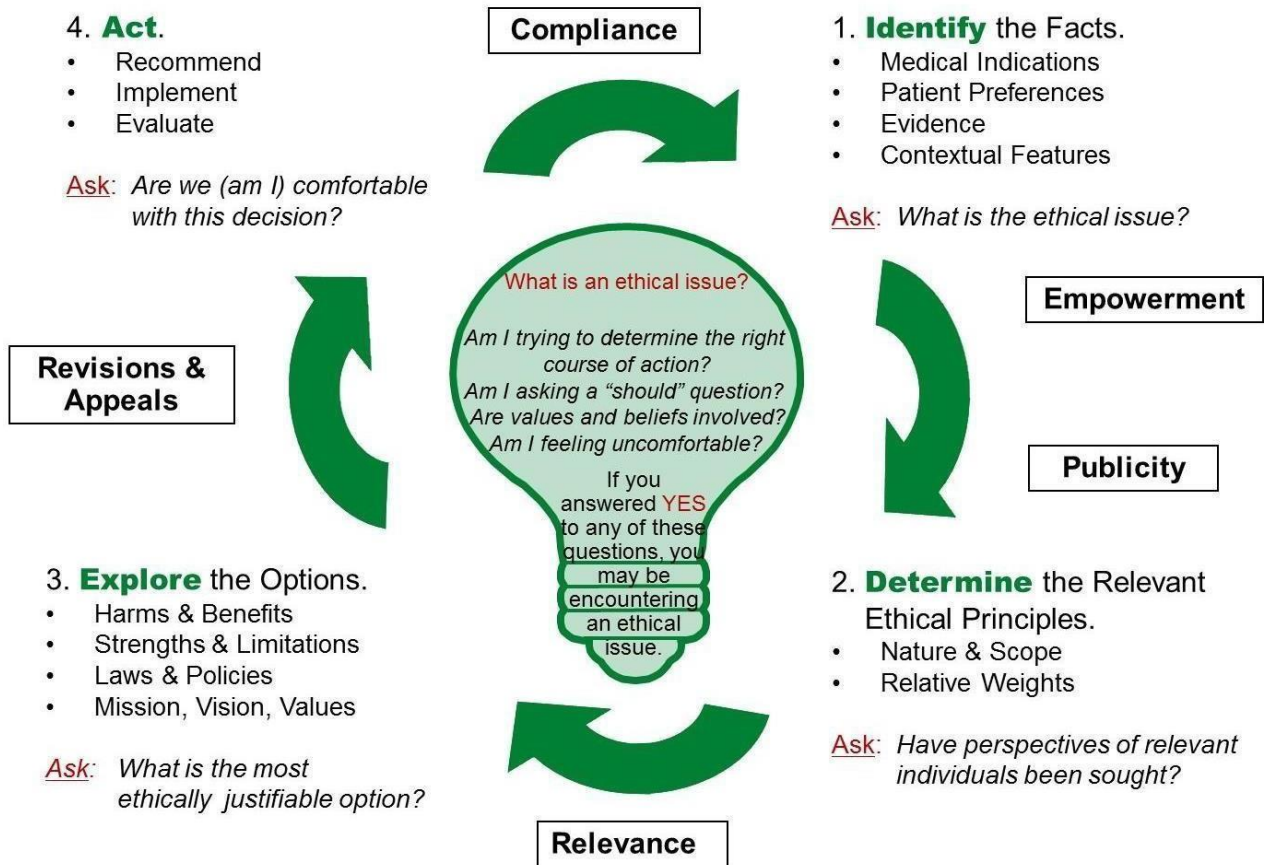 4. Act.
• Recommend
• Implement
• Evaluate
Ask: Are we (am I) comfortable
with this decision?
Compliance
1. Identify the Facts.
• Medical Indications
• Patient Preferences
• Evidence
• Contextual Features
Ask: What is the ethical issue?
What is an ethical issue?
Am I trying to determine the right
course of action?
Am I asking a “should” question?
Are values and beliefs involved?
Am I feeling uncomfortable?
If you
answered YES
to any of these
questions, you
may be
encountering
an ethical
issue.
Empowerment
Publicity
Revisions &
Appeals
3. Explore the Options.
• Harms & Benefits
• Strengths & Limitations
• Laws & Policies
• Mission, Vision, Values
Ask: What is the most
ethically justifiable option?
2. Determine the Relevant
Ethical Principles.
• Nature & Scope
• Relative Weights
Ask: Have perspectives of relevant
individuals been sought?
Relevance